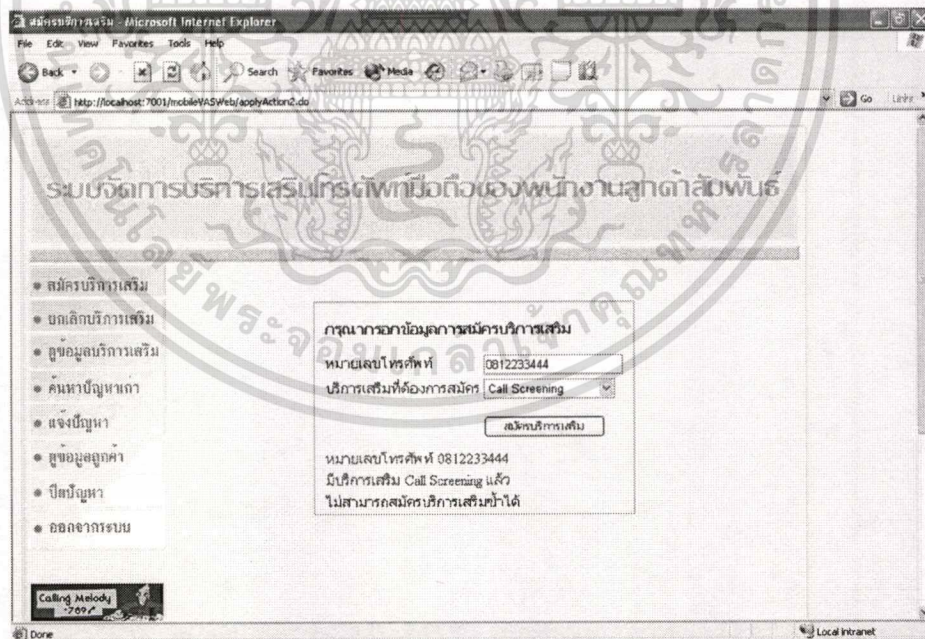 สมัครบริการเสริม - Microsoft Internet Explorer
File Edit View Favorites Tools Help
Back Search Favorites Media
Address http://localhost:7001/mobileVASWeb/applyAction2.do Go Links
ระบบจัดการบริการเสริมโทรศัพท์มือถือของพนักงานลูกค้าสัมพันธ์
สมัครบริการเสริม
ยกเลิกบริการเสริม
ดูข้อมูลบริการเสริม
ค้นหาปัญหาเก่า
แจ้งปัญหา
ดูข้อมูลลูกค้า
ปิดปัญหา
ออกจากระบบ
กรุณากรอกข้อมูลการสมัครบริการเสริม
หมายเลขโทรศัพท์ 0812233444
บริการเสริมที่ต้องการสมัคร Call Screening
สมัครบริการเสริม
หมายเลขโทรศัพท์ 0812233444
มีบริการเสริม Call Screening แล้ว
ไม่สามารถสมัครบริการเสริมซ้ำได้
Calling Melody
Done
Local intranet